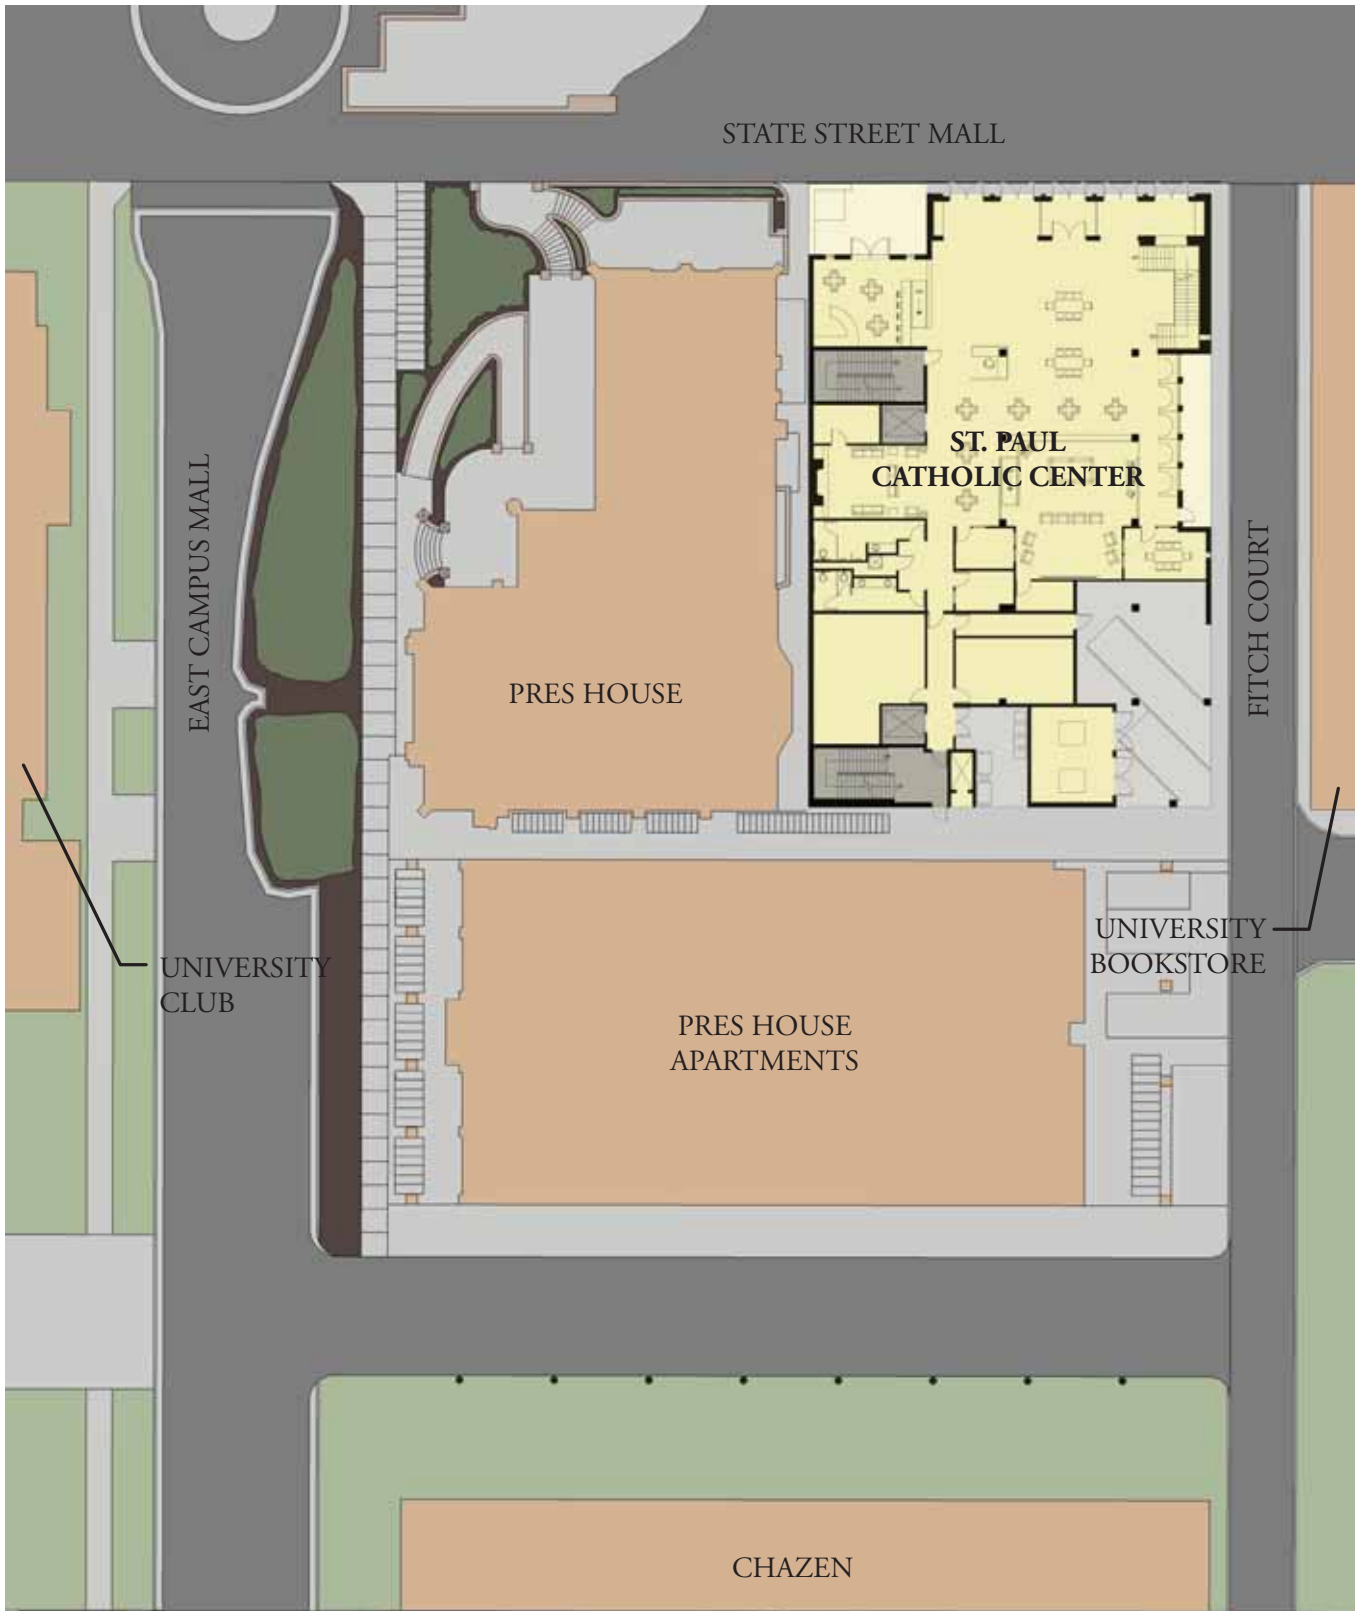 STATE STREET MALL
ST. PAUL
CATHOLIC CENTER
EAST CAMPUS MALL
FITCH COURT
PRES HOUSE
UNIVERSITY
BOOKSTORE
UNIVERSITY
CLUB
PRES HOUSE
APARTMENTS
CHAZEN